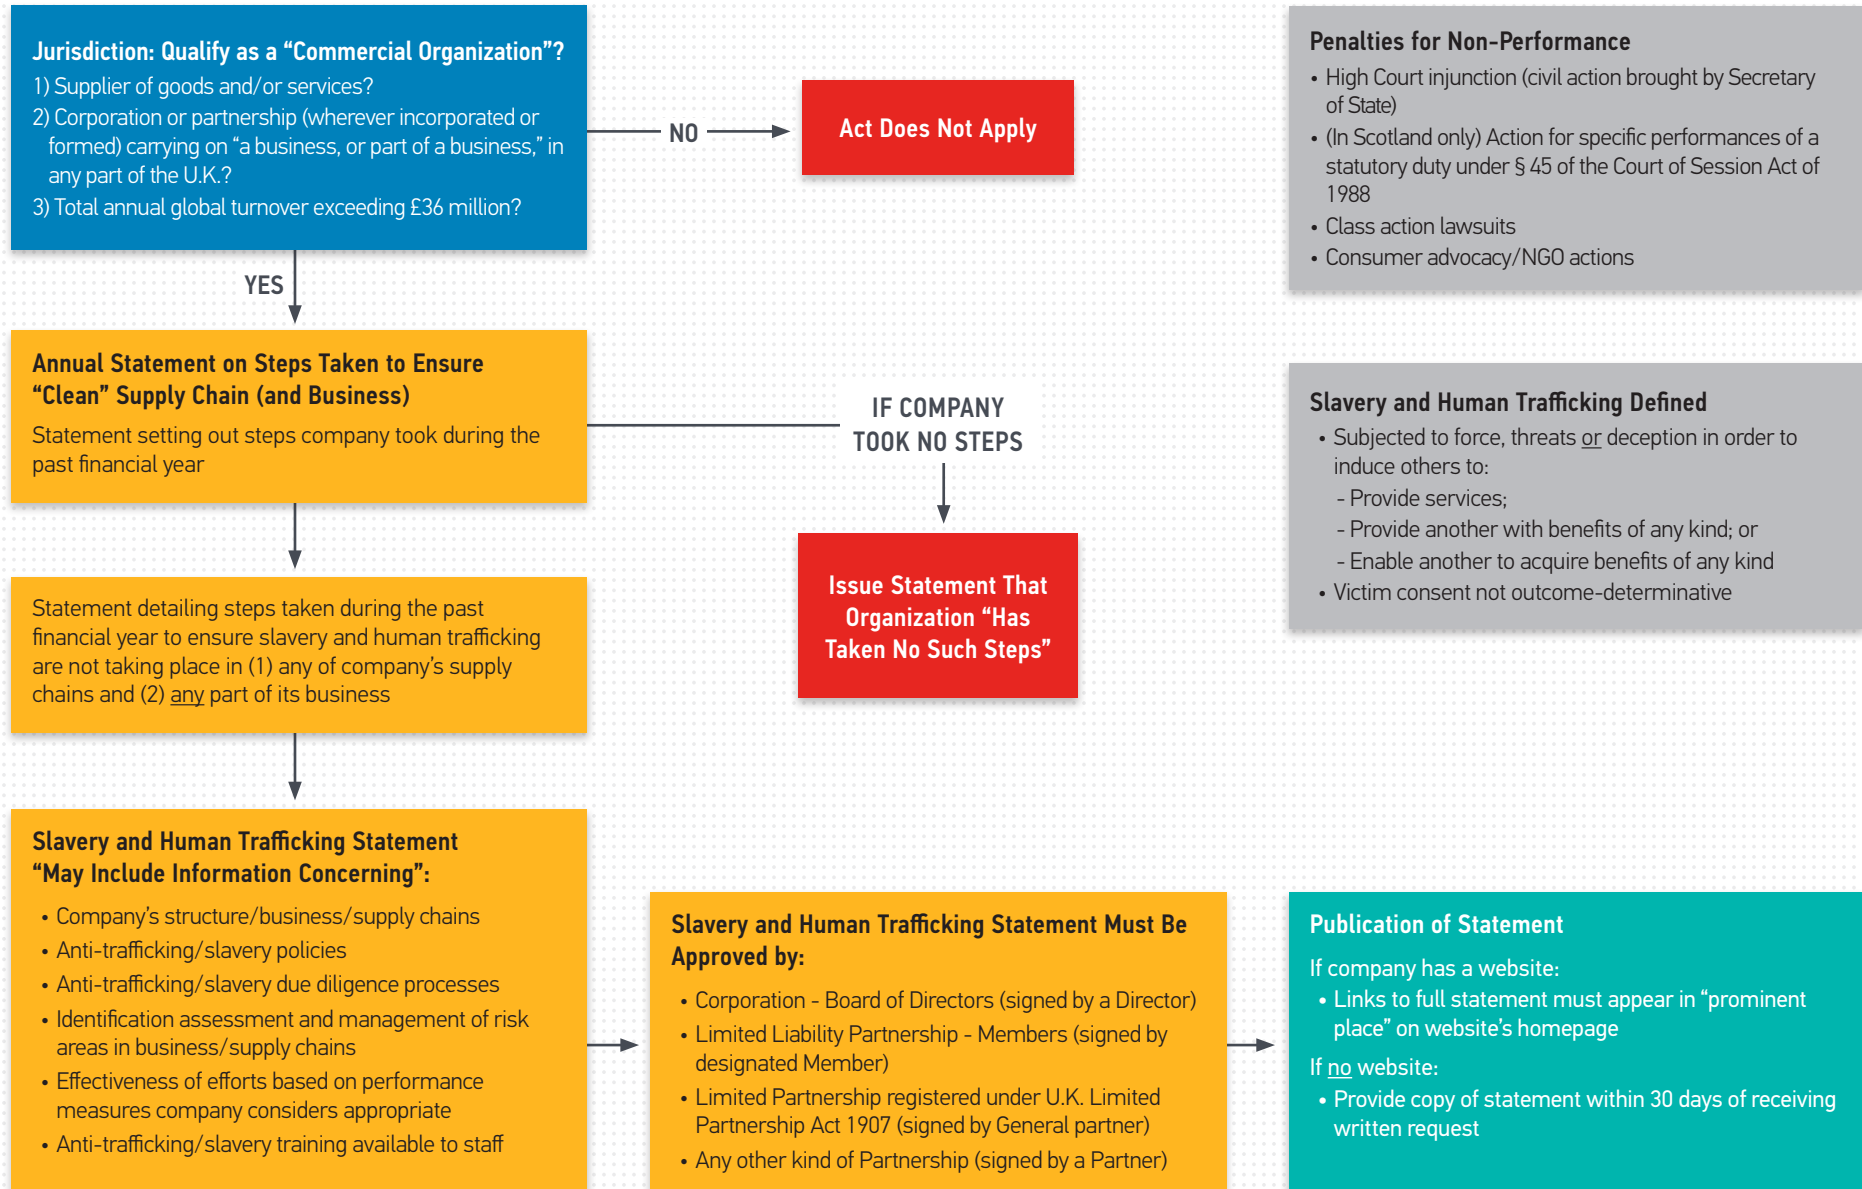 Jurisdiction: Qualify as a “Commercial Organization”?
1) Supplier of goods and/or services?
2) Corporation or partnership (wherever incorporated or
formed) carrying on “a business, or part of a business,” in
any part of the U.K.?
3) Total annual global turnover exceeding £36 million?
NO
Act Does Not Apply
YES
Annual Statement on Steps Taken to Ensure
“Clean” Supply Chain (and Business)
Statement setting out steps company took during the
past financial year
IF COMPANY
TOOK NO STEPS
Issue Statement That
Organization “Has
Taken No Such Steps”
Statement detailing steps taken during the past
financial year to ensure slavery and human trafficking
are not taking place in (1) any of company’s supply
chains and (2) any part of its business
Slavery and Human Trafficking Statement
“May Include Information Concerning”:
• Company’s structure/business/supply chains
• Anti-trafficking/slavery policies
• Anti-trafficking/slavery due diligence processes
• Identification assessment and management of risk
areas in business/supply chains
• Effectiveness of efforts based on performance
measures company considers appropriate
• Anti-trafficking/slavery training available to staff
Slavery and Human Trafficking Statement Must Be
Approved by:
• Corporation - Board of Directors (signed by a Director)
• Limited Liability Partnership - Members (signed by
designated Member)
• Limited Partnership registered under U.K. Limited
Partnership Act 1907 (signed by General partner)
• Any other kind of Partnership (signed by a Partner)
Publication of Statement
If company has a website:
• Links to full statement must appear in “prominent
place” on website’s homepage
If no website:
• Provide copy of statement within 30 days of receiving
written request
Penalties for Non-Performance
• High Court injunction (civil action brought by Secretary
of State)
• (In Scotland only) Action for specific performances of a
statutory duty under § 45 of the Court of Session Act of
1988
• Class action lawsuits
• Consumer advocacy/NGO actions
Slavery and Human Trafficking Defined
• Subjected to force, threats or deception in order to
induce others to:
- Provide services;
- Provide another with benefits of any kind; or
- Enable another to acquire benefits of any kind
• Victim consent not outcome-determinative